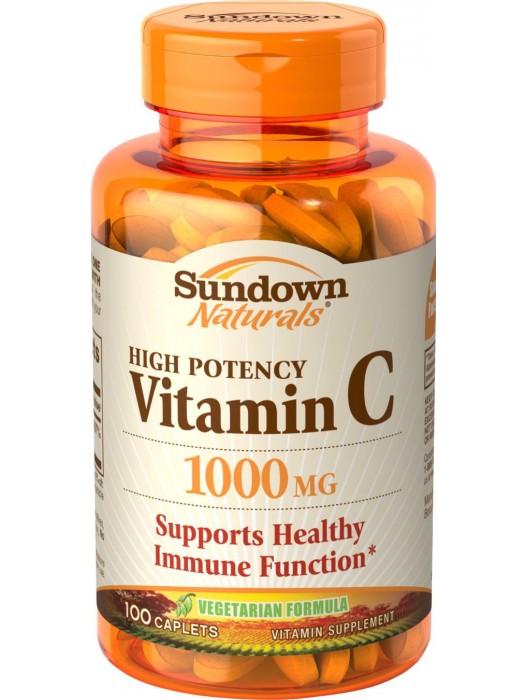 Sundown
Naturals®
HIGH POTENCY
Vitamin C
1000 MG
Supports Healthy
Immune Function*
VEGETARIAN FORMULA
100 CAPLETS
VITAMIN SUPPLEMENT